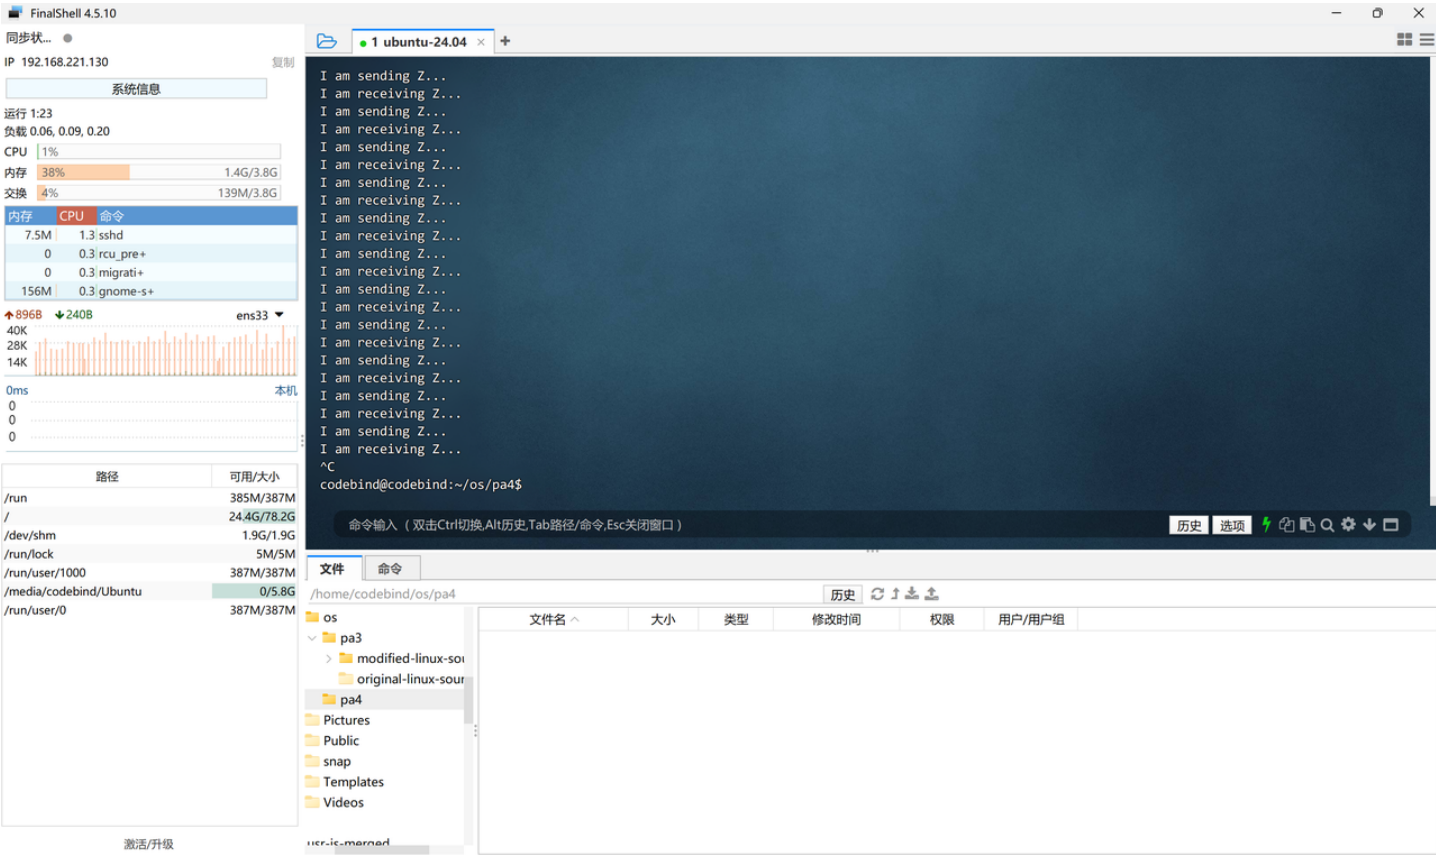 FinalShell 4.5.10
同步状... ●
IP 192.168.221.130 复制
系统信息
运行 1:23
负载 0.06, 0.09, 0.20
CPU 1%
内存 38% 1.4G/3.8G
交换 4% 139M/3.8G
内存 CPU 命令
7.5M 1.3 sshd
0 0.3 rcu_pre+
0 0.3 migrati+
156M 0.3 gnome-s+
896B 240B ens33
40K
28K
14K
0ms 本机
0
0
0
路径 可用/大小
/run 385M/387M
/ 24.4G/78.2G
/dev/shm 1.9G/1.9G
/run/lock 5M/5M
/run/user/1000 387M/387M
/media/codebind/Ubuntu 0/5.8G
/run/user/0 387M/387M
激活/升级
1 ubuntu-24.04
I am sending Z...
I am receiving Z...
I am sending Z...
I am receiving Z...
I am sending Z...
I am receiving Z...
I am sending Z...
I am receiving Z...
I am sending Z...
I am receiving Z...
I am sending Z...
I am receiving Z...
I am sending Z...
I am receiving Z...
I am sending Z...
I am receiving Z...
I am sending Z...
I am receiving Z...
I am sending Z...
I am receiving Z...
I am sending Z...
I am receiving Z...
^C
codebind@codebind:~/os/pa4$
命令输入 （双击Ctrl切换,Alt历史,Tab路径/命令,Esc关闭窗口） 历史 选项
文件 命令
/home/codebind/os/pa4 历史
文件名 大小 类型 修改时间 权限 用户/用户组
os
pa3
modified-linux-sou
original-linux-sour
pa4
Pictures
Public
snap
Templates
Videos
usr-is-merged